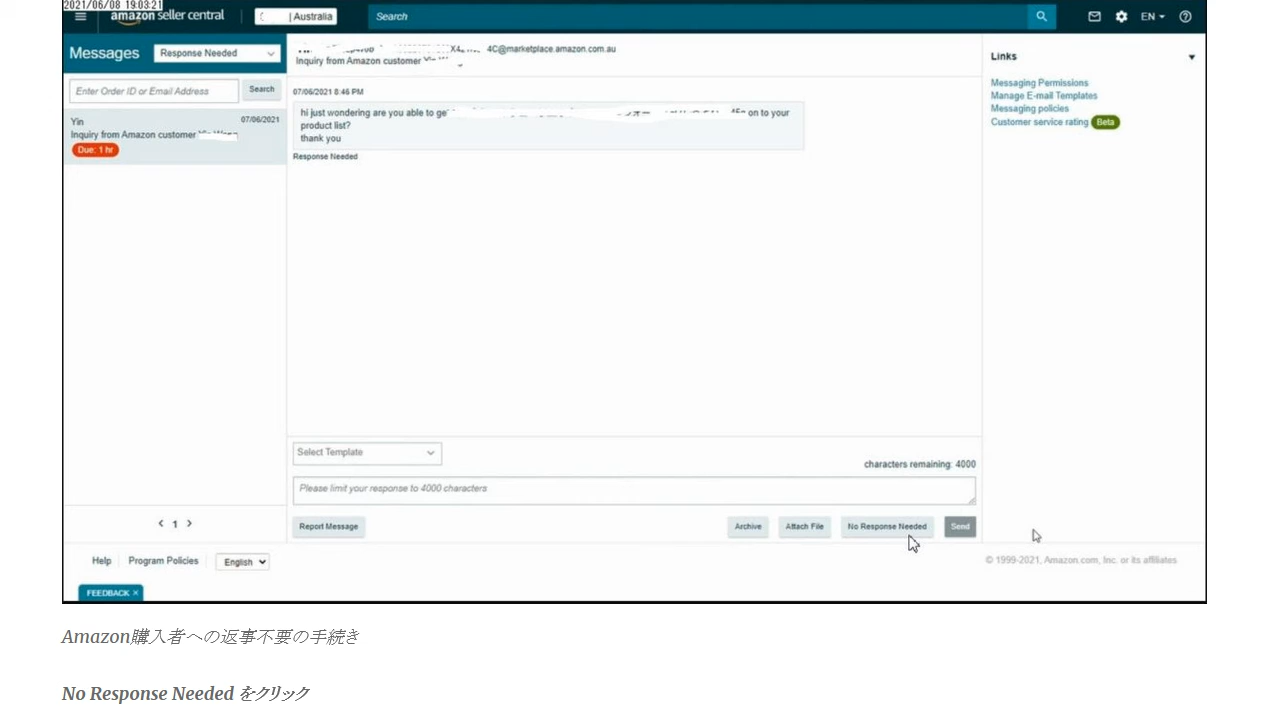 2021/06/08 19:03:21
amazon seller central | Australia Search EN
Messages Response Needed
4C@marketplace.amazon.com.au
Inquiry from Amazon customer
Links
Enter Order ID or Email Address Search
07/06/2021 8:46 PM
Messaging Permissions
Manage E-mail Templates
Messaging policies
Customer service rating Beta
Yin 07/06/2021
Inquiry from Amazon customer
Due: 1 hr
hi just wondering are you able to on to your
product list?
thank you
Response Needed
Select Template
characters remaining: 4000
Please limit your response to 4000 characters
< 1 >
Report Message Archive Attach File No Response Needed Send
Help Program Policies English
© 1999-2021, Amazon.com, Inc. or its affiliates
FEEDBACK ×
Amazon購入者への返事不要の手続き
No Response Needed をクリック